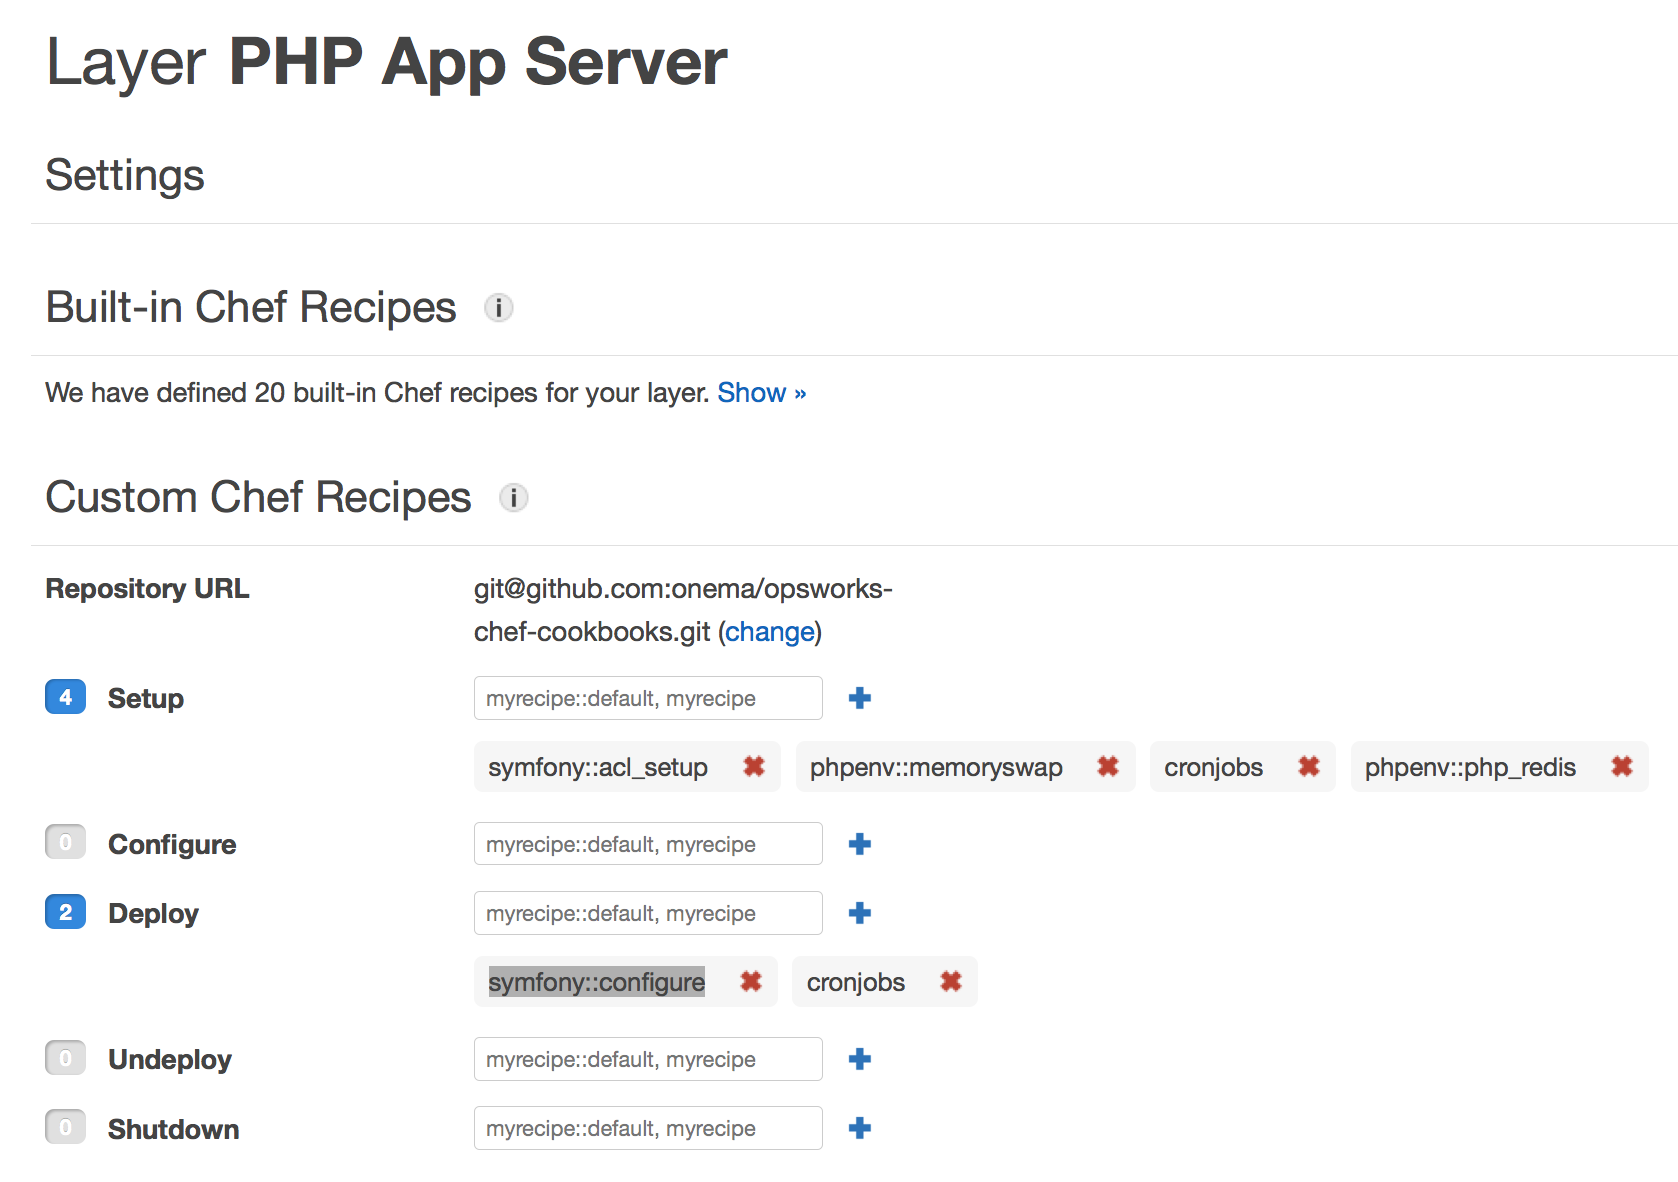 Layer PHP App Server
Settings
Built-in Chef Recipes i
We have defined 20 built-in Chef recipes for your layer. Show »
Custom Chef Recipes i
Repository URL git@github.com:onema/opsworks-
chef-cookbooks.git (change)
4 Setup myrecipe::default, myrecipe
symfony::acl_setup phpenv::memoryswap cronjobs phpenv::php_redis
0 Configure myrecipe::default, myrecipe
2 Deploy myrecipe::default, myrecipe
symfony::configure cronjobs
0 Undeploy myrecipe::default, myrecipe
0 Shutdown myrecipe::default, myrecipe